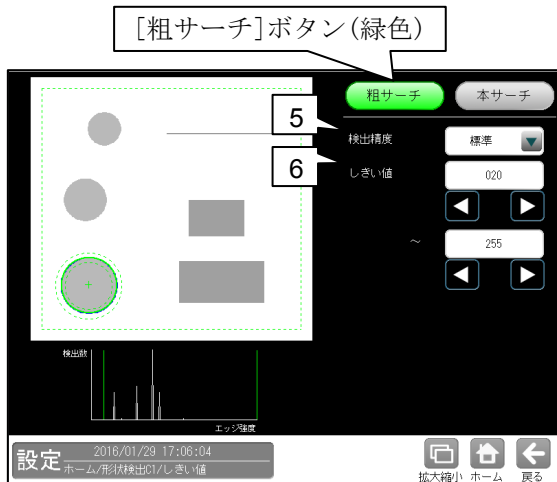 [粗サーチ]ボタン(緑色)
粗サーチ
本サーチ
5
検出精度
標準
6
しきい値
020
～
255
検出数
エッジ強度
設定
2016/01/29 17:06:04
ホーム/形状検出C1/しきい値
拡大縮小
ホーム
戻る